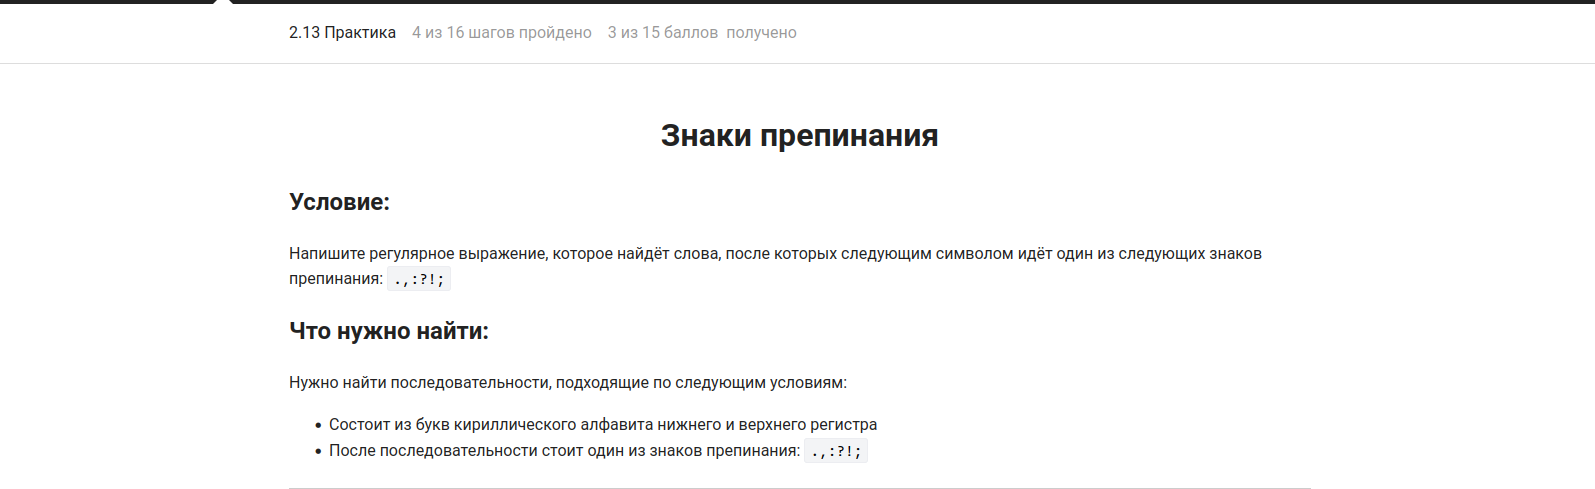 2.13 Практика 4 из 16 шагов пройдено 3 из 15 баллов получено
Знаки препинания
Условие:
Напишите регулярное выражение, которое найдёт слова, после которых следующим символом идёт один из следующих знаков
препинания: .,:?!;
Что нужно найти:
Нужно найти последовательности, подходящие по следующим условиям:
• Состоит из букв кириллического алфавита нижнего и верхнего регистра
• После последовательности стоит один из знаков препинания: .,:?!;